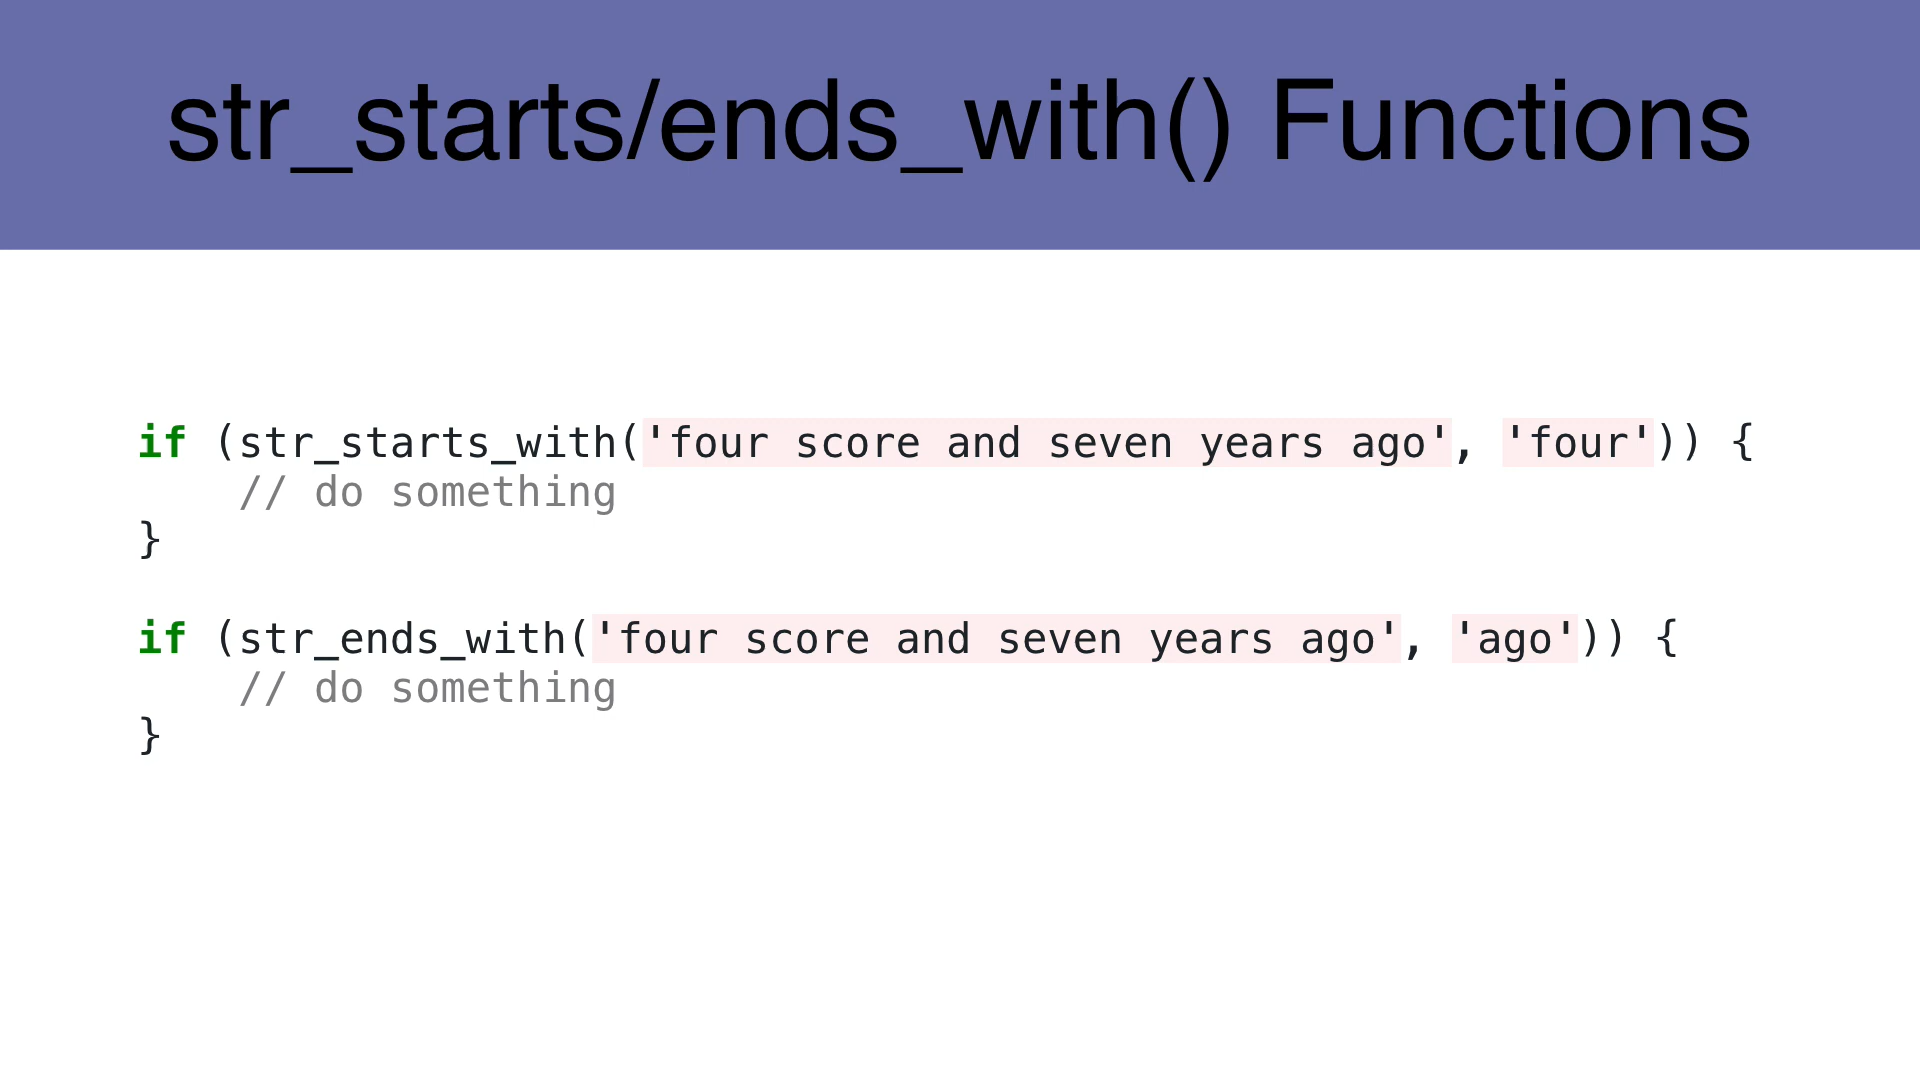 str_starts/ends_with() Functions
if (str_starts_with('four score and seven years ago', 'four')) {
    // do something
}
if (str_ends_with('four score and seven years ago', 'ago')) {
    // do something
}